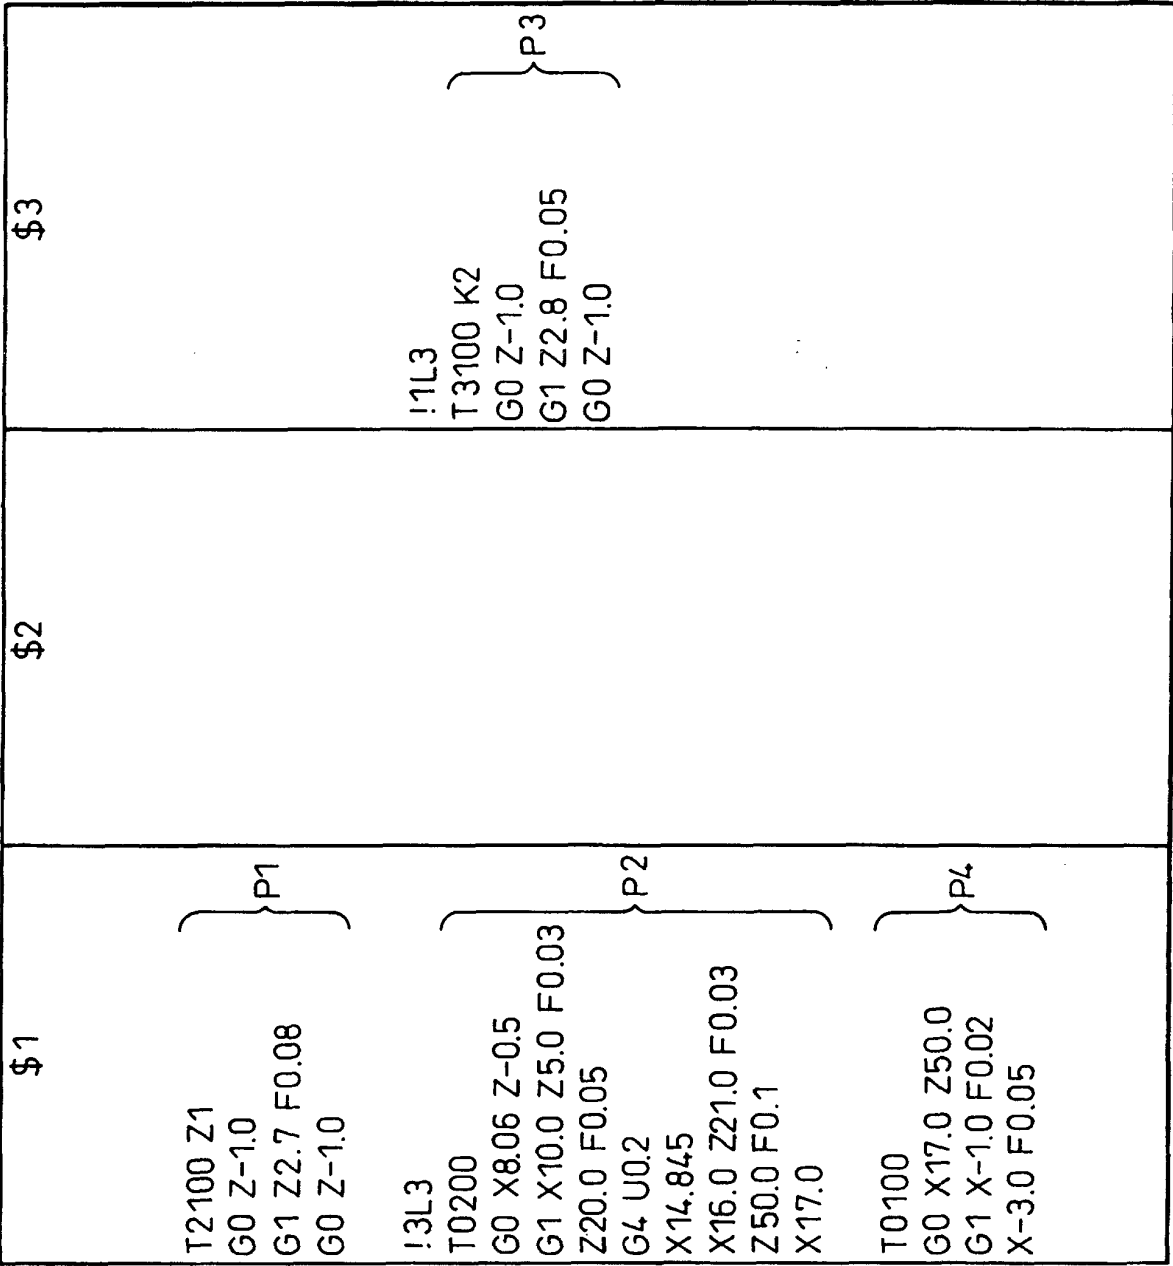 $1
T2100 Z1
G0 Z-1.0
G1 Z2.7 F0.08
G0 Z-1.0
P1
!3L3
T0200
G0 X8.06 Z-0.5
G1 X10.0 Z5.0 F0.03
Z20.0 F0.05
G4 U0.2
X14.845
X16.0 Z21.0 F0.03
Z50.0 F0.1
X17.0
P2
T0100
G0 X17.0 Z50.0
G1 X-1.0 F0.02
X-3.0 F0.05
P4
$2
$3
!1L3
T3100 K2
G0 Z-1.0
G1 Z2.8 F0.05
G0 Z-1.0
P3